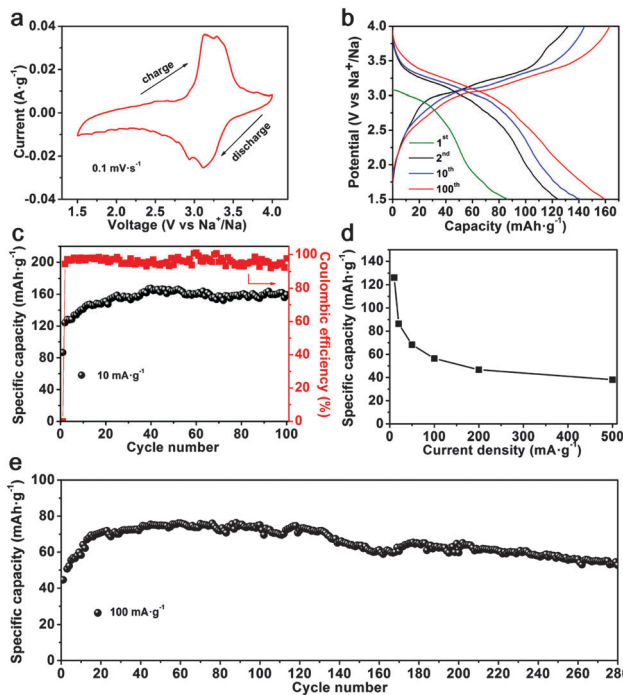 a
0.04
0.02
0.00
-0.02
-0.04
Current (A·g⁻¹)
charge
discharge
0.1 mV·s⁻¹
1.5 2.0 2.5 3.0 3.5 4.0
Voltage (V vs Na⁺/Na)
b
4.0
3.5
3.0
2.5
2.0
1.5
Potential (V vs Na⁺/Na)
1ˢᵗ
2ⁿᵈ
10ᵗʰ
100ᵗʰ
0 20 40 60 80 100 120 140 160
Capacity (mAh·g⁻¹)
c
200
160
120
80
40
0
Specific capacity (mAh·g⁻¹)
10 mA·g⁻¹
100
80
60
40
20
0
Coulombic efficiency (%)
0 20 40 60 80 100
Cycle number
d
140
120
100
80
60
40
20
0
Specific capacity (mAh·g⁻¹)
0 100 200 300 400 500
Current density (mA·g⁻¹)
e
100
80
60
40
20
0
Specific capacity (mAh·g⁻¹)
100 mA·g⁻¹
0 20 40 60 80 100 120 140 160 180 200 220 240 260 280
Cycle number